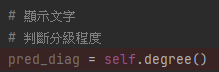 # 顯示文字
# 判斷分級程度
pred_diag = self.degree()